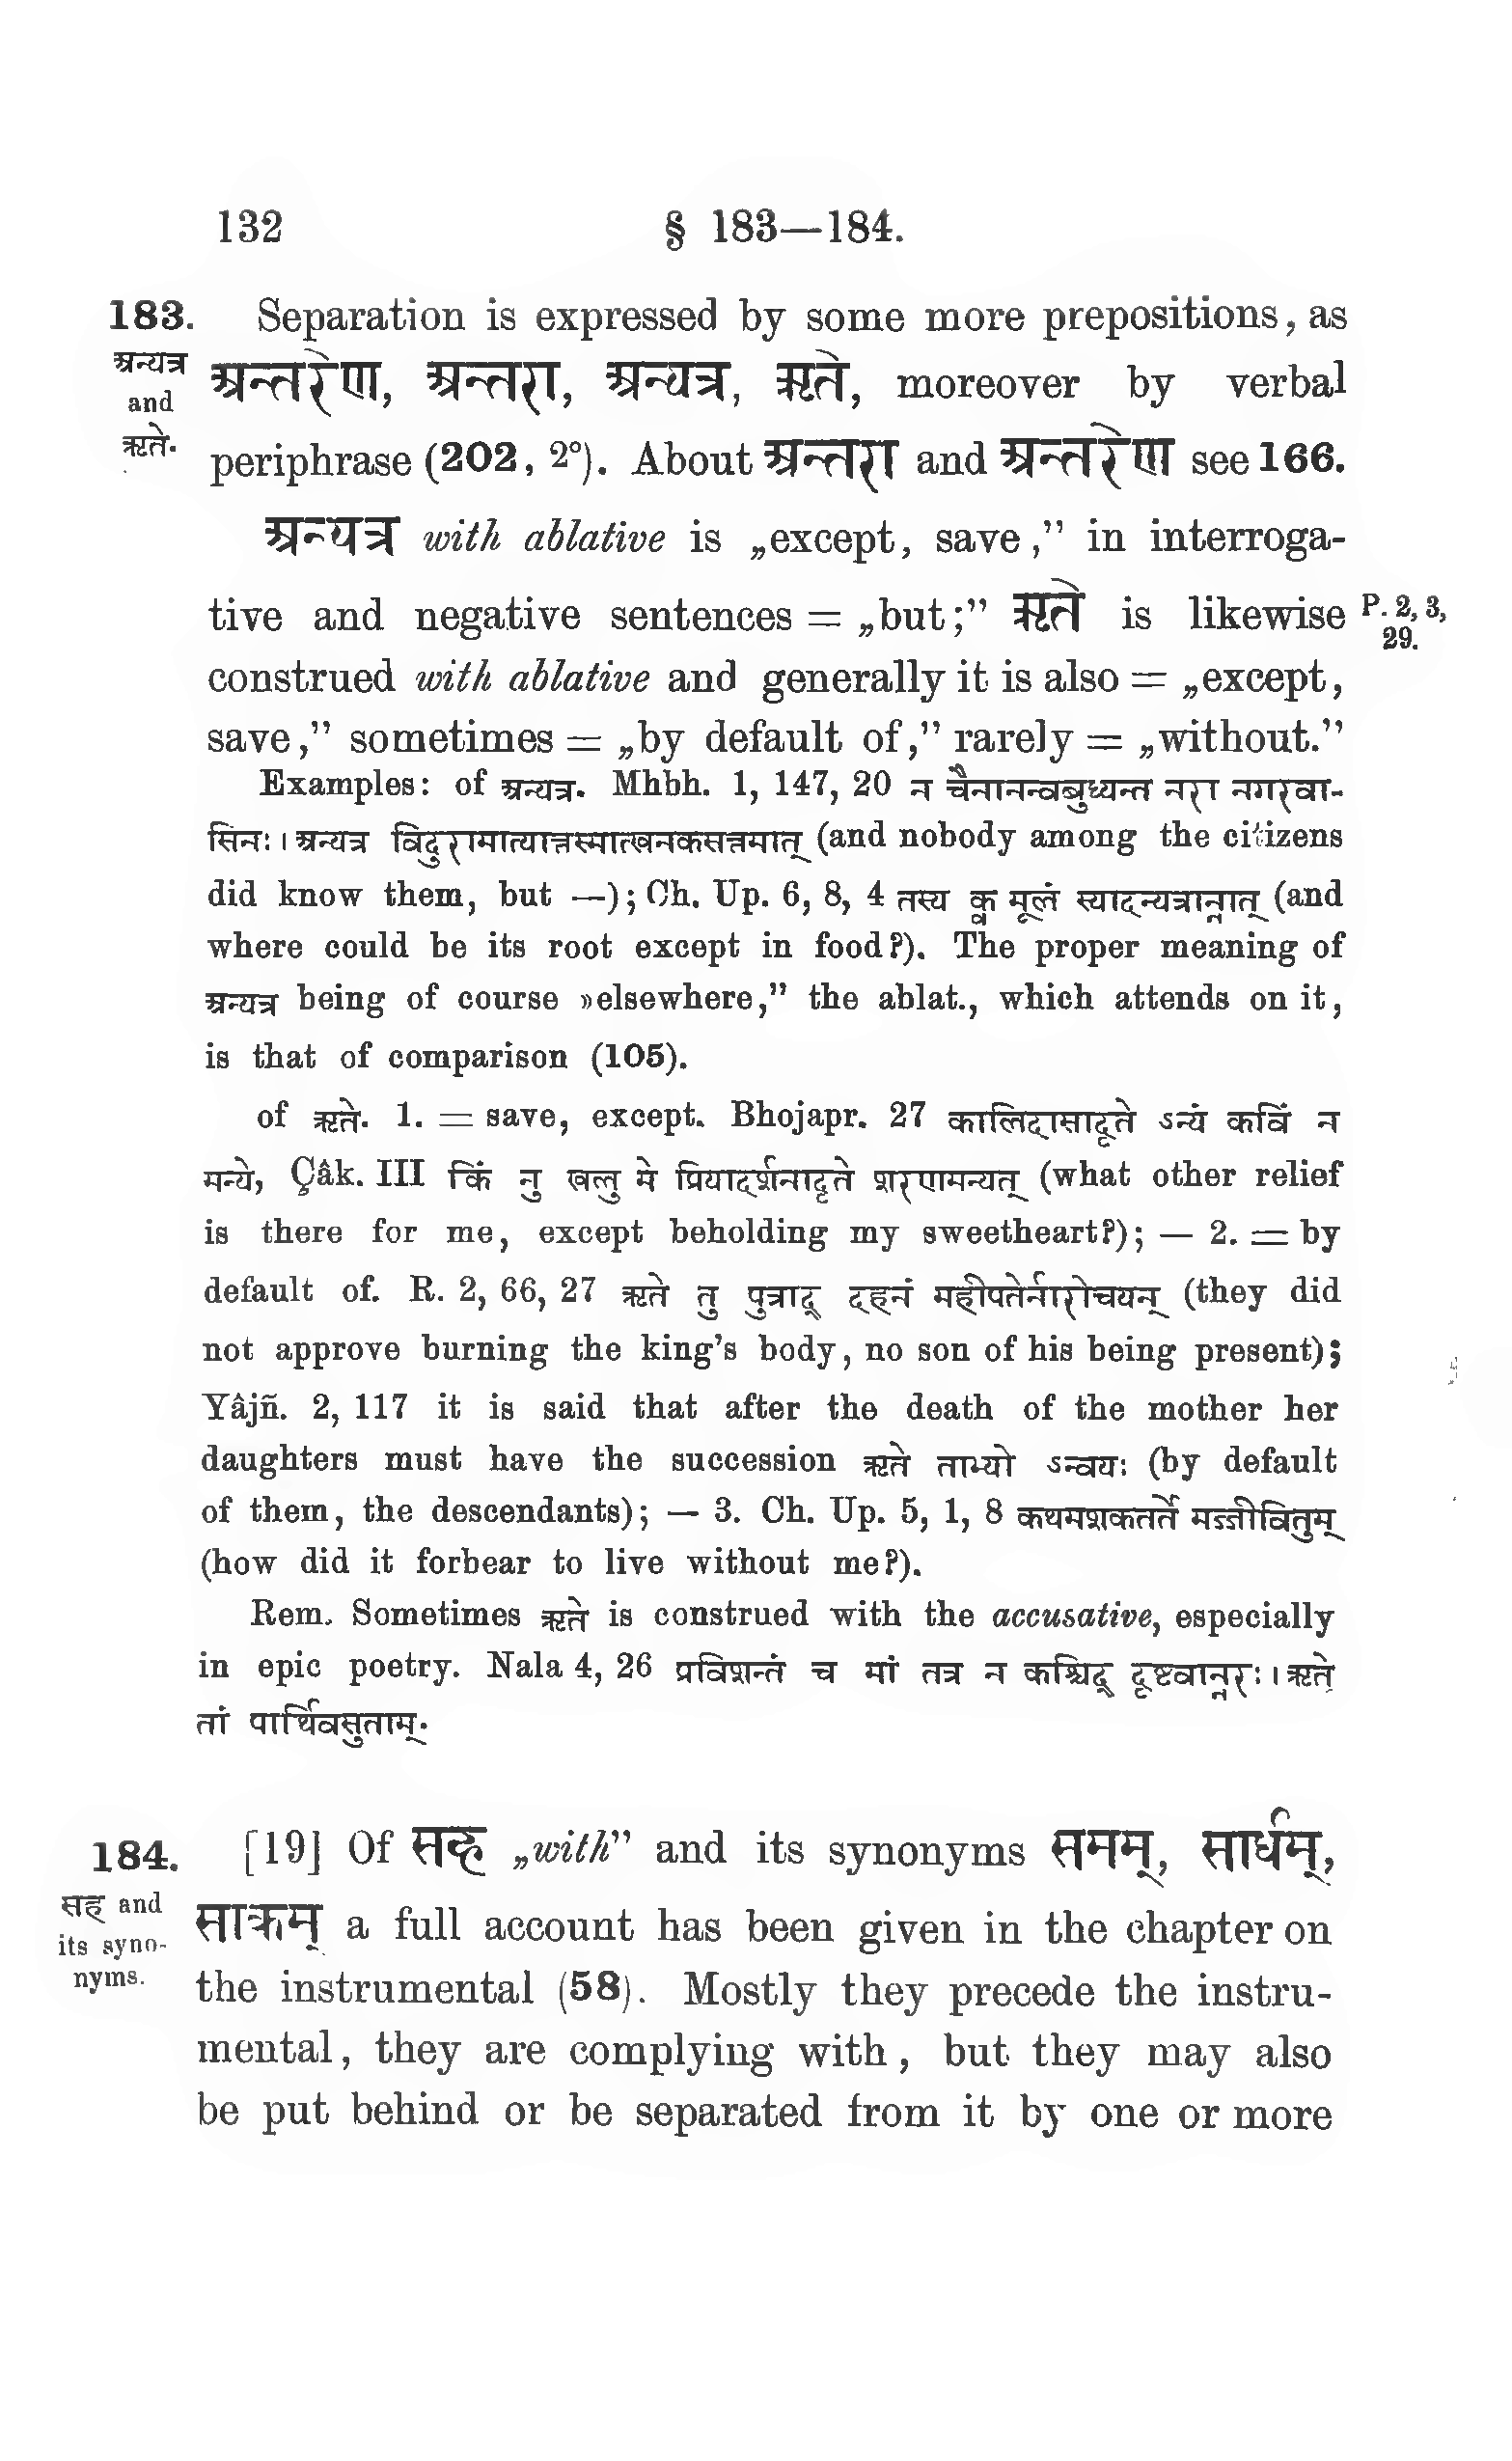 132 § 183—184.
183. Separation is expressed by some more prepositions, as
अन्यत्र
and
ऋते.
अन्तरेण, अन्तरा, अन्यत्र, ऋते, moreover by verbal
periphrase (202, 2°). About अन्तरा and अन्तरेण see 166.
अन्यत्र with ablative is „except, save,” in interroga-
tive and negative sentences = „but;” ऋते is likewise
P. 2, 3,
29.
construed with ablative and generally it is also = „except,
save,” sometimes = „by default of,” rarely = „without.”
Examples: of अन्यत्र. Mhbh. 1, 147, 20 न चैनानन्वबुध्यन्त नरा नगरवा-
सिनः । अन्यत्र विदुरामात्यात्तस्मात्खनकसत्तमात् (and nobody among the citizens
did know them, but —); Ch. Up. 6, 8, 4 तस्य क्व मूलं स्यादन्यत्रान्नात् (and
where could be its root except in food?). The proper meaning of
अन्यत्र being of course »elsewhere,” the ablat., which attends on it,
is that of comparison (105).
of ऋते. 1. = save, except. Bhojapr. 27 कालिदासादृते ऽन्यं कविं न
मन्ये, Çâk. III किं नु खलु मे प्रियादर्शनादृते शरणमन्यत् (what other relief
is there for me, except beholding my sweetheart?); — 2. = by
default of. R. 2, 66, 27 ऋते तु पुत्राद् दहनं महीपतेर्नारोचयन् (they did
not approve burning the king’s body, no son of his being present);
Yâjñ. 2, 117 it is said that after the death of the mother her
daughters must have the succession ऋते ताभ्यो ऽन्वयः (by default
of them, the descendants); — 3. Ch. Up. 5, 1, 8 कथमशकतर्ते मज्जीवितुम्
(how did it forbear to live without me?).
Rem. Sometimes ऋते is construed with the accusative, especially
in epic poetry. Nala 4, 26 प्रविशन्तं च मां तत्र न कश्चिद् दृष्टवान्नरः । ऋते
तां पार्थिवसुताम्.
184. [19] Of सह „with” and its synonyms समम्, सार्धम्,
सह and
its syno-
nyms.
साकम् a full account has been given in the chapter on
the instrumental (58). Mostly they precede the instru-
mental, they are complying with, but they may also
be put behind or be separated from it by one or more